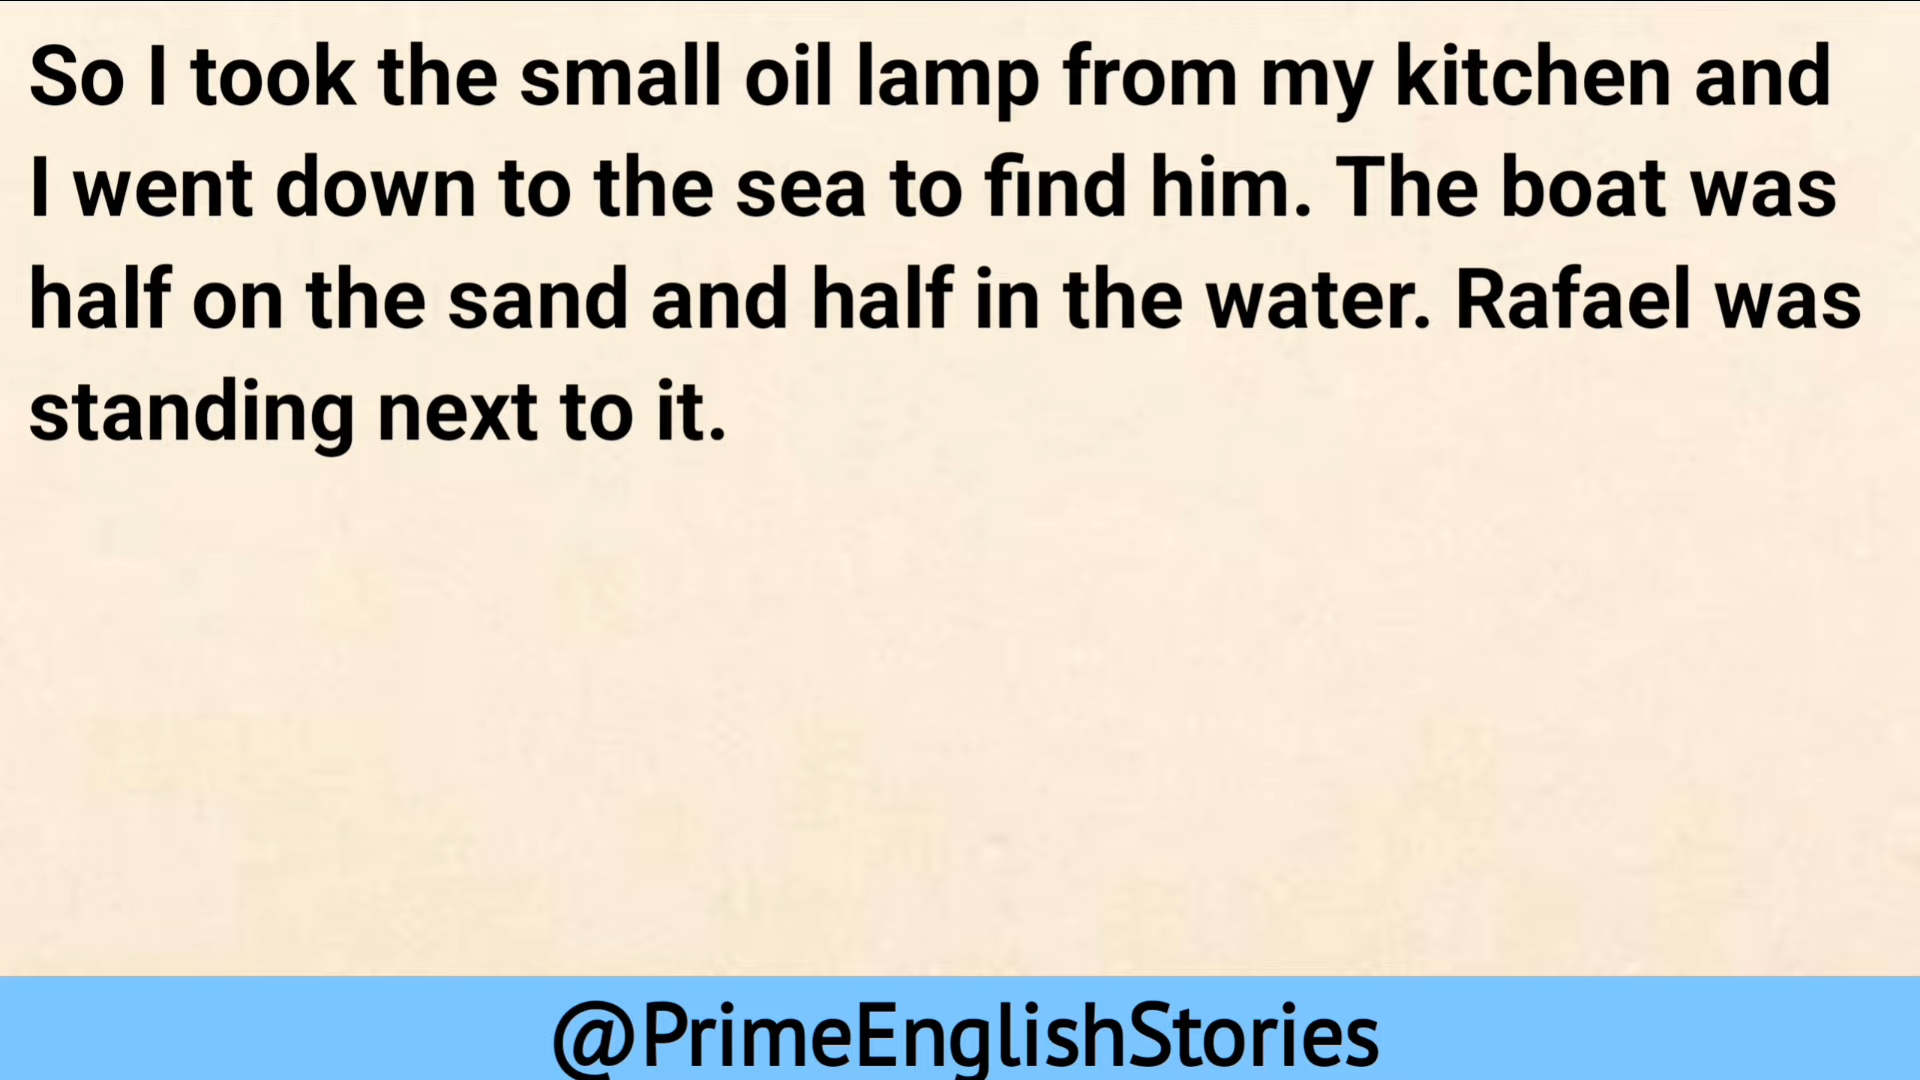 So I took the small oil lamp from my kitchen and
I went down to the sea to find him. The boat was
half on the sand and half in the water. Rafael was
standing next to it.
@PrimeEnglishStories